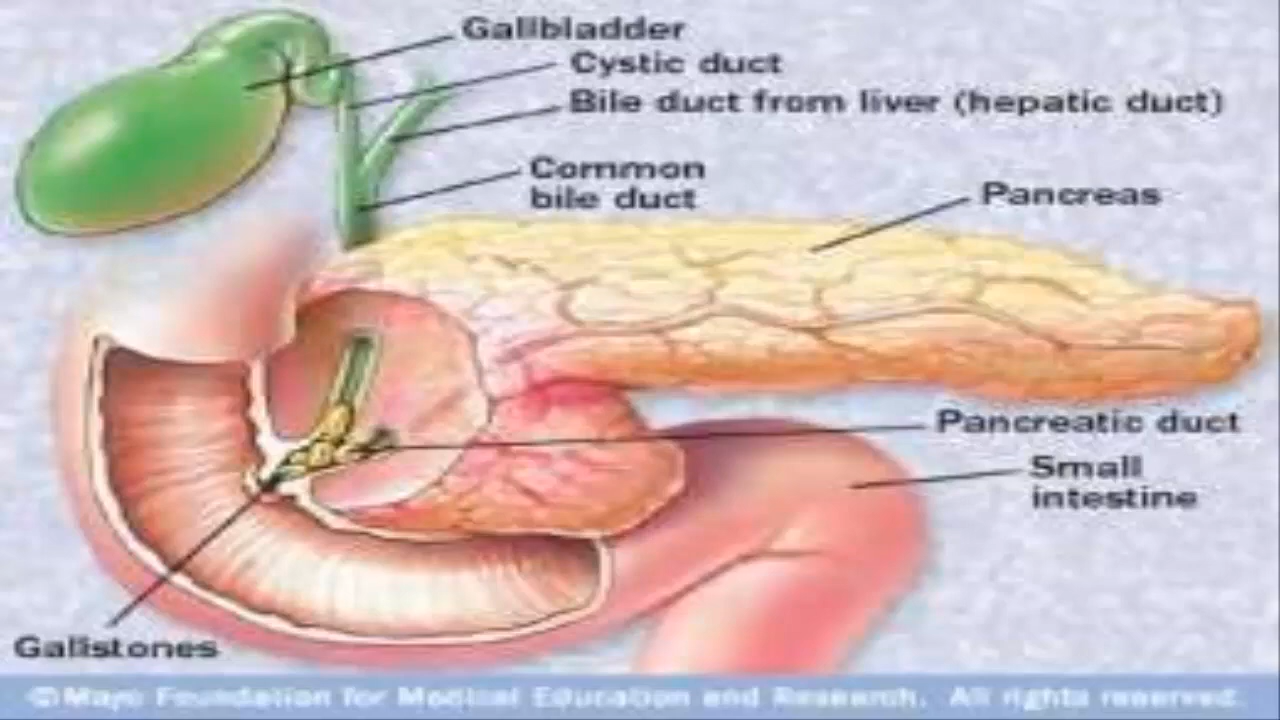 Gallbladder
Cystic duct
Bile duct from liver (hepatic duct)
Common
bile duct
Pancreas
Pancreatic duct
Small
intestine
Gallstones
©Mayo Foundation for Medical Education and Research. All rights reserved.